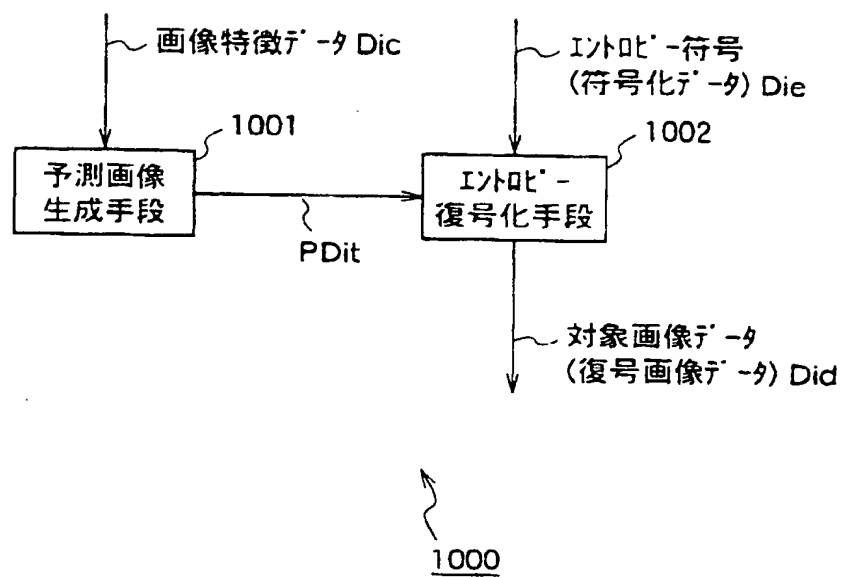 画像特徴ﾃﾞｰﾀ Dic
ｴﾝﾄﾛﾋﾟｰ符号
(符号化ﾃﾞｰﾀ) Die
1001
1002
予測画像
生成手段
ｴﾝﾄﾛﾋﾟｰ
復号化手段
PDit
対象画像ﾃﾞｰﾀ
(復号画像ﾃﾞｰﾀ) Did
1000